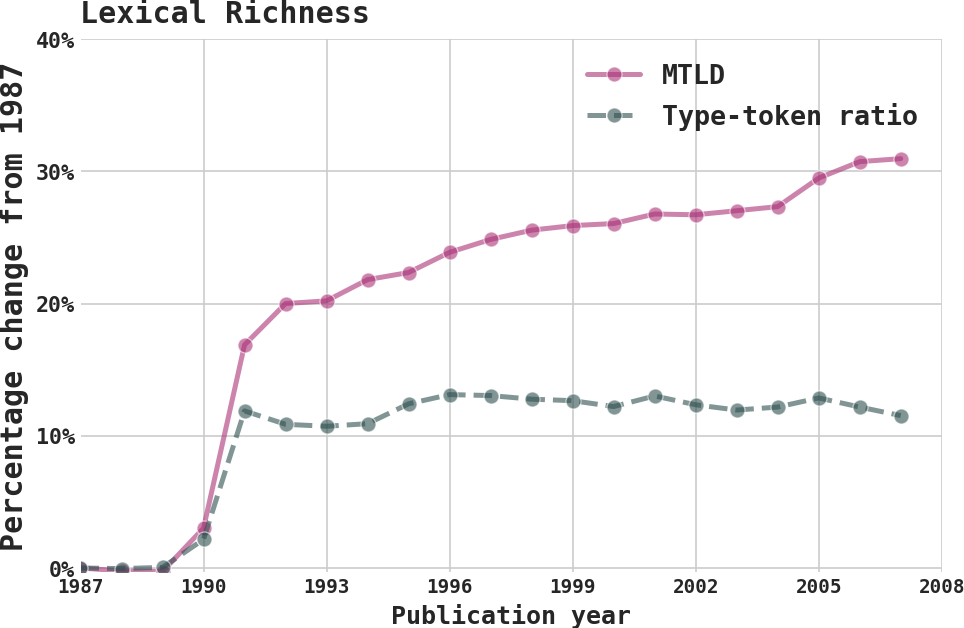 Lexical Richness
Percentage change from 1987
40%
30%
20%
10%
0%
MTLD
Type-token ratio
1987 1990 1993 1996 1999 2002 2005 2008
Publication year